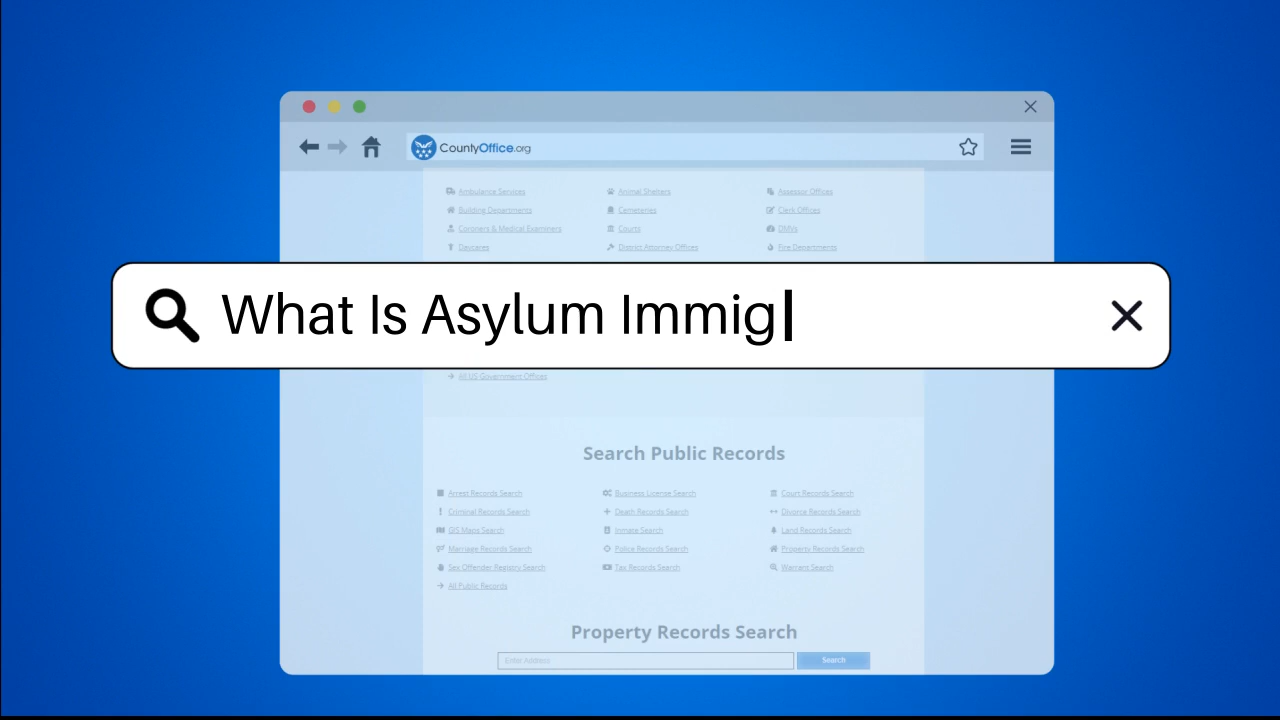 CountyOffice.org
Ambulance Services
Animal Shelters
Assessor Offices
Building Departments
Cemeteries
Clerk Offices
Coroners & Medical Examiners
Courts
DMVs
Daycares
District Attorney Offices
Fire Departments
What Is Asylum Immig
All US Government Offices
Search Public Records
Arrest Records Search
Business License Search
Court Records Search
Criminal Records Search
Death Records Search
Divorce Records Search
GIS Maps Search
Inmate Search
Land Records Search
Marriage Records Search
Police Records Search
Property Records Search
Sex Offender Registry Search
Tax Records Search
Warrant Search
All Public Records
Property Records Search
Enter Address
Search